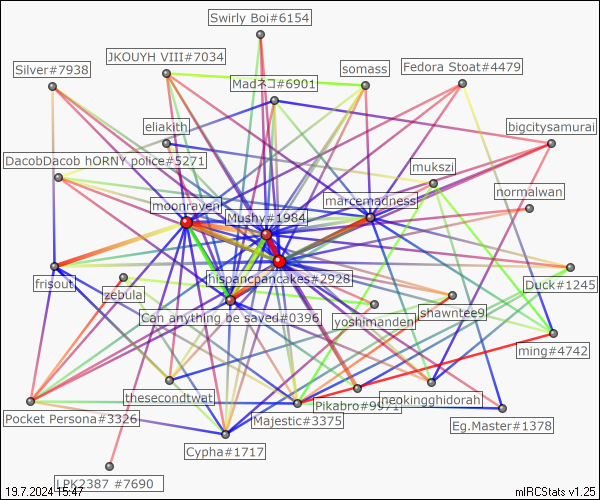 Swirly Boi#6154
JKOUYH VIII#7034
Silver#7938
Madネコ#6901
somass
Fedora Stoat#4479
eliakith
bigcitysamurai
DacobDacob hORNY police#5271
mukszi
normalwan
moonraven
marcemadness
Mushy#1984
frisout
zebula
hispancpancakes#2928
Duck#1245
Can anything be saved#0396
yoshimanden
shawntee9
ming#4742
thesecondtwat
Pikabro#9971
neokingghidorah
Pocket Persona#3326
Majestic#3375
Eg.Master#1378
Cypha#1717
LPK2387 #7690
19.7.2024 15:47
mIRCStats v1.25